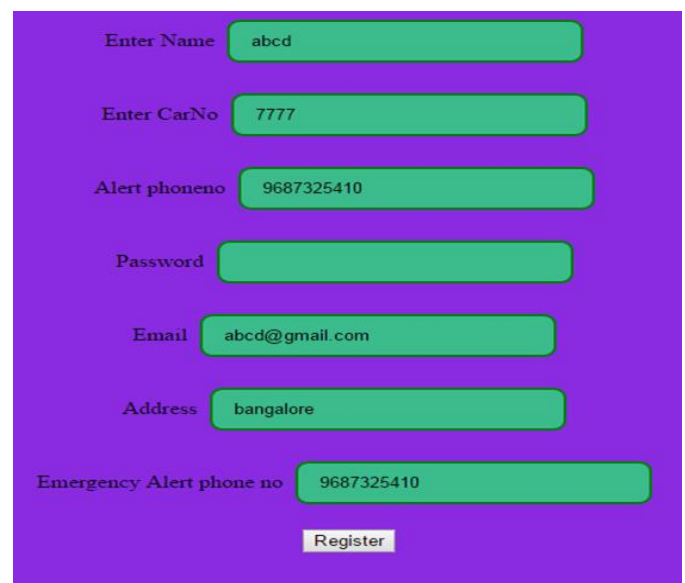 Enter Name abcd
Enter CarNo 7777
Alert phoneno 9687325410
Password
Email abcd@gmail.com
Address bangalore
Emergency Alert phone no 9687325410
Register